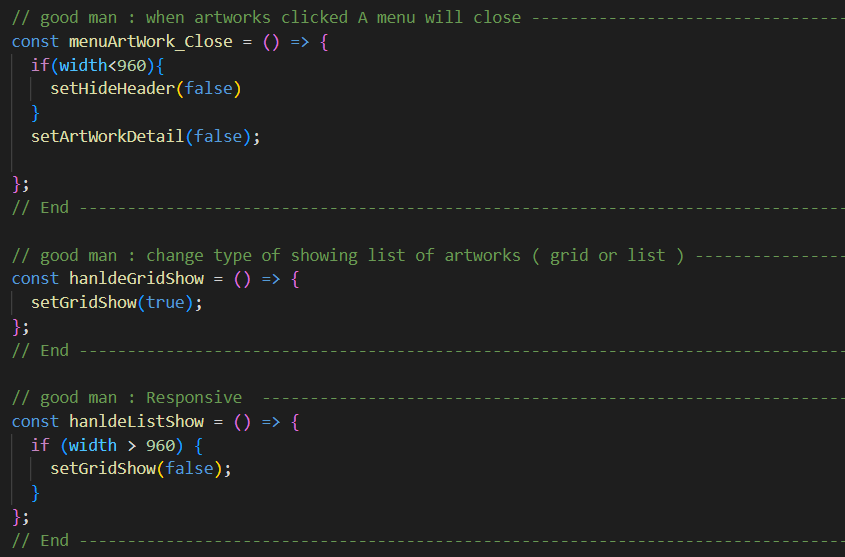 // good man : when artworks clicked A menu will close ---------------------------------
const menuArtWork_Close = () => {
  if(width<960){
    setHideHeader(false)
  }
  setArtWorkDetail(false);
};
// End --------------------------------------------------------------------------------
// good man : change type of showing list of artworks ( grid or list ) ----------------
const hanldeGridShow = () => {
  setGridShow(true);
};
// End --------------------------------------------------------------------------------
// good man : Responsive  -------------------------------------------------------------
const hanldeListShow = () => {
  if (width > 960) {
    setGridShow(false);
  }
};
// End --------------------------------------------------------------------------------